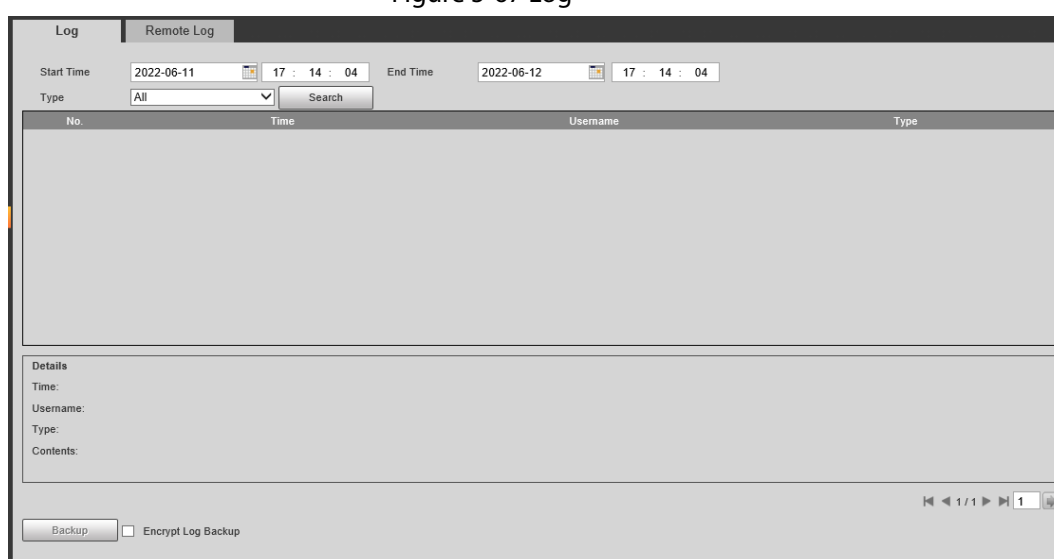 Log Remote Log
Start Time 2022-06-11 17 : 14 : 04 End Time 2022-06-12 17 : 14 : 04
Type All Search
No. Time Username Type
Details
Time:
Username:
Type:
Contents:
1 / 1 1
Backup Encrypt Log Backup